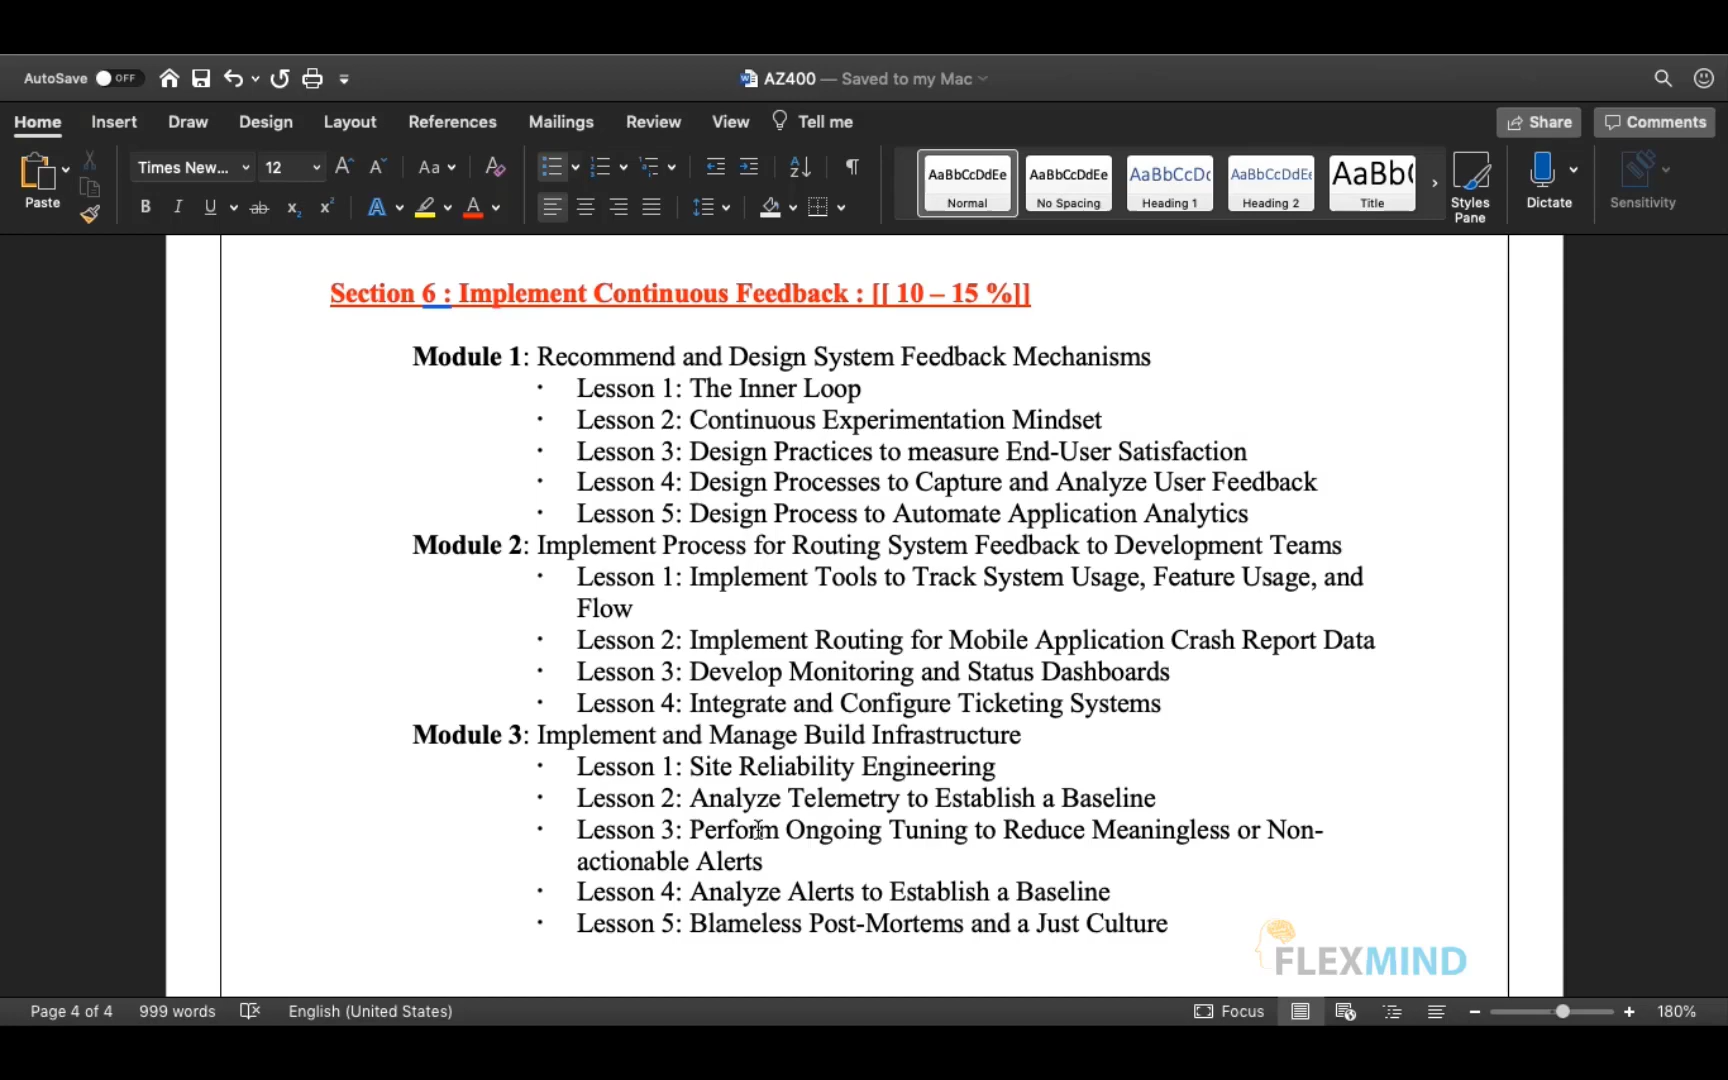 AutoSave OFF AZ400 — Saved to my Mac
Home Insert Draw Design Layout References Mailings Review View Tell me Share Comments
Paste Times New... 12 Aa AaBbCcDdEe Normal AaBbCcDdEe No Spacing AaBbCcDc Heading 1 AaBbCcDdEe Heading 2 AaBb( Title Styles Pane Dictate Sensitivity
Section 6 : Implement Continuous Feedback : [[ 10 – 15 %]]
Module 1: Recommend and Design System Feedback Mechanisms
· Lesson 1: The Inner Loop
· Lesson 2: Continuous Experimentation Mindset
· Lesson 3: Design Practices to measure End-User Satisfaction
· Lesson 4: Design Processes to Capture and Analyze User Feedback
· Lesson 5: Design Process to Automate Application Analytics
Module 2: Implement Process for Routing System Feedback to Development Teams
· Lesson 1: Implement Tools to Track System Usage, Feature Usage, and
Flow
· Lesson 2: Implement Routing for Mobile Application Crash Report Data
· Lesson 3: Develop Monitoring and Status Dashboards
· Lesson 4: Integrate and Configure Ticketing Systems
Module 3: Implement and Manage Build Infrastructure
· Lesson 1: Site Reliability Engineering
· Lesson 2: Analyze Telemetry to Establish a Baseline
· Lesson 3: Perform Ongoing Tuning to Reduce Meaningless or Non-
actionable Alerts
· Lesson 4: Analyze Alerts to Establish a Baseline
· Lesson 5: Blameless Post-Mortems and a Just Culture
FLEXMIND
Page 4 of 4 999 words English (United States) Focus 180%